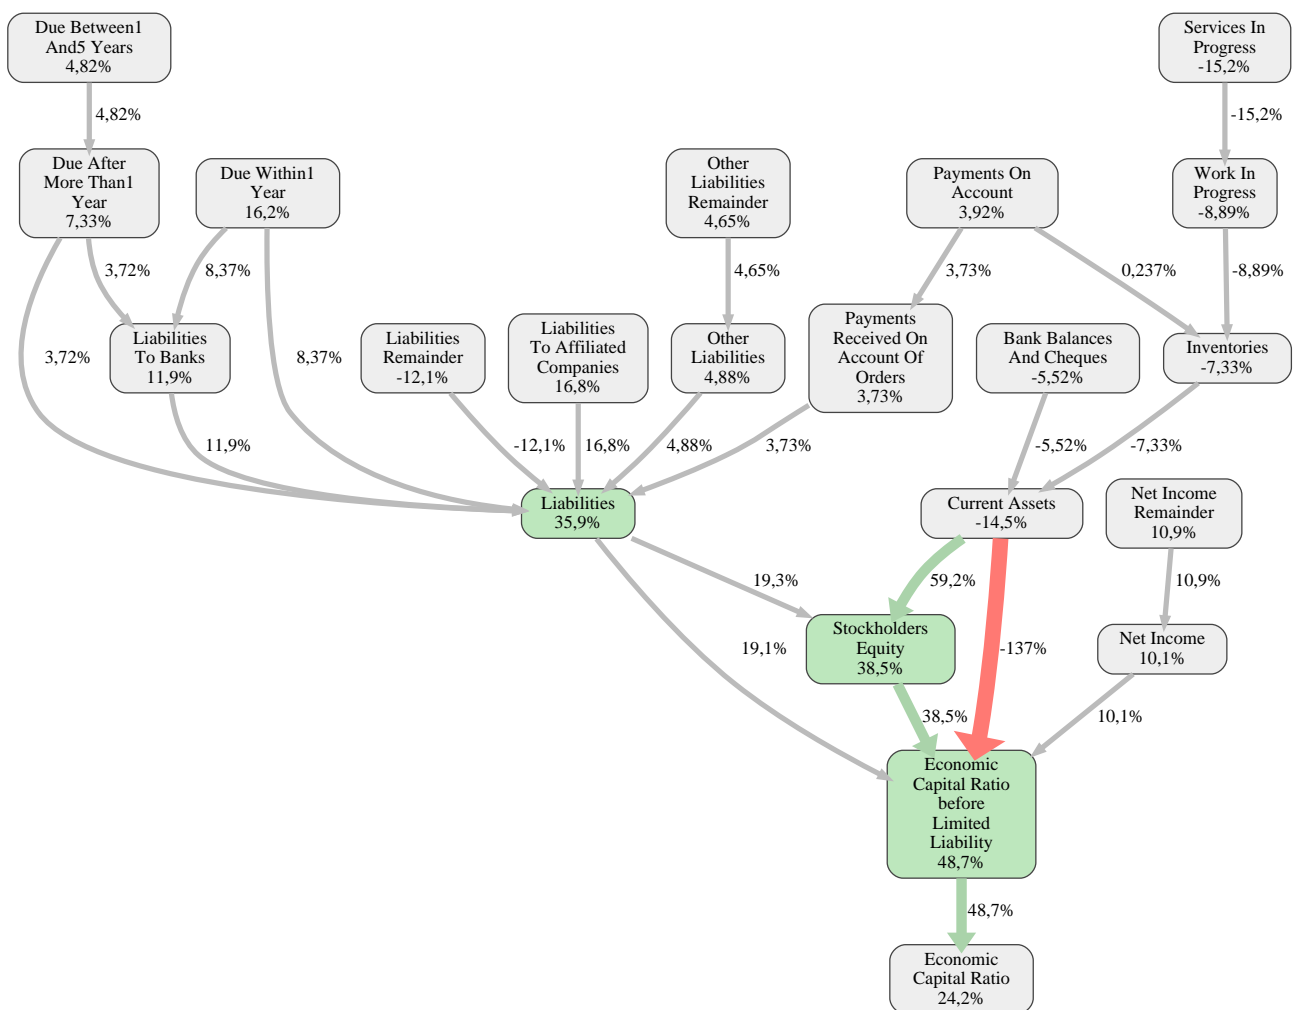 Due Between1
And5 Years
4,82%
Services In
Progress
-15,2%
4,82%
-15,2%
Due After
More Than1
Year
7,33%
Due Within1
Year
16,2%
Other
Liabilities
Remainder
4,65%
Payments On
Account
3,92%
Work In
Progress
-8,89%
3,72%
8,37%
4,65%
3,73%
0,237%
-8,89%
3,72%
Liabilities
To Banks
11,9%
8,37%
Liabilities
Remainder
-12,1%
Liabilities
To Affiliated
Companies
16,8%
Other
Liabilities
4,88%
Payments
Received On
Account Of
Orders
3,73%
Bank Balances
And Cheques
-5,52%
Inventories
-7,33%
11,9%
-12,1%
16,8%
4,88%
3,73%
-5,52%
-7,33%
Liabilities
35,9%
Current Assets
-14,5%
Net Income
Remainder
10,9%
19,3%
59,2%
10,9%
19,1%
Stockholders
Equity
38,5%
-137%
Net Income
10,1%
38,5%
10,1%
Economic
Capital Ratio
before
Limited
Liability
48,7%
48,7%
Economic
Capital Ratio
24,2%